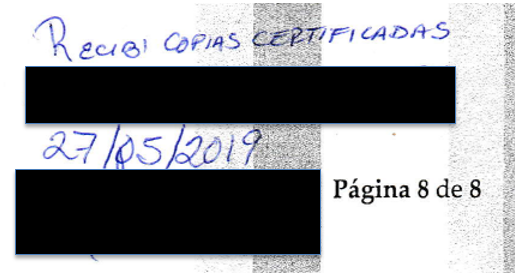 RECIBI COPIAS CERTIFICADAS
27/05/2019
Página 8 de 8